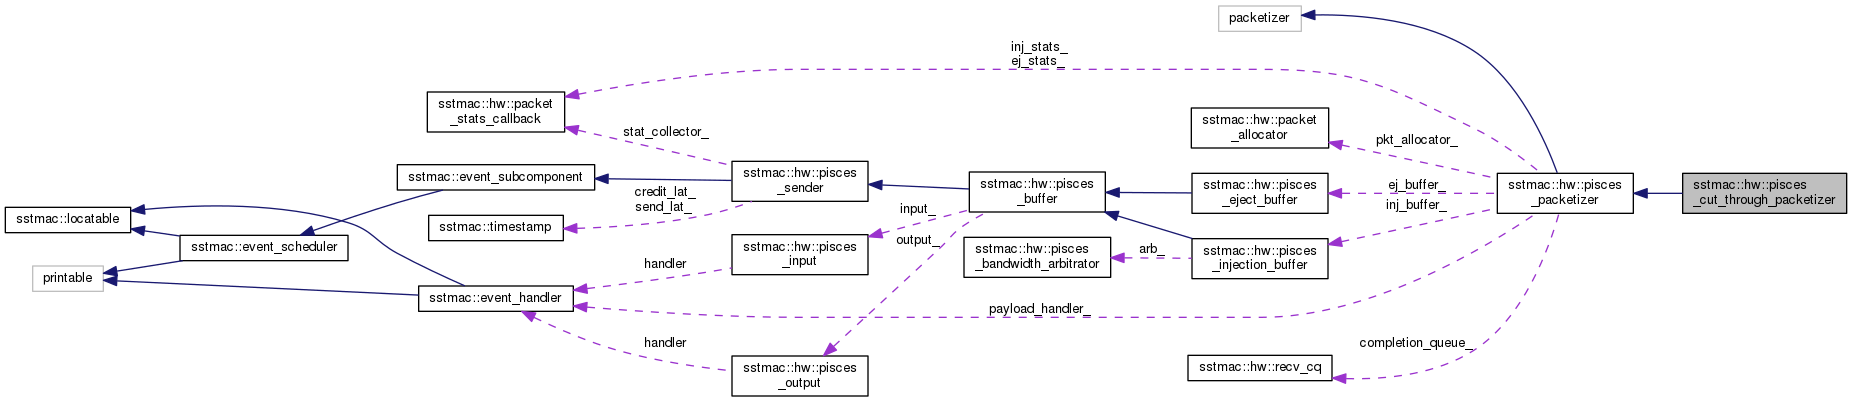 packetizer
inj_stats_
ej_stats_
sstmac::hw::packet
_stats_callback
stat_collector_
sstmac::hw::packet
_allocator
pkt_allocator_
sstmac::event_subcomponent
sstmac::hw::pisces
_sender
credit_lat_
send_lat_
sstmac::hw::pisces
_buffer
sstmac::hw::pisces
_eject_buffer
ej_buffer_
inj_buffer_
sstmac::hw::pisces
_packetizer
sstmac::hw::pisces
_cut_through_packetizer
sstmac::locatable
sstmac::timestamp
input_
output_
sstmac::event_scheduler
sstmac::hw::pisces
_input
sstmac::hw::pisces
_bandwidth_arbitrator
arb_
sstmac::hw::pisces
_injection_buffer
printable
handler
sstmac::event_handler
payload_handler_
handler
completion_queue_
sstmac::hw::pisces
_output
sstmac::hw::recv_cq